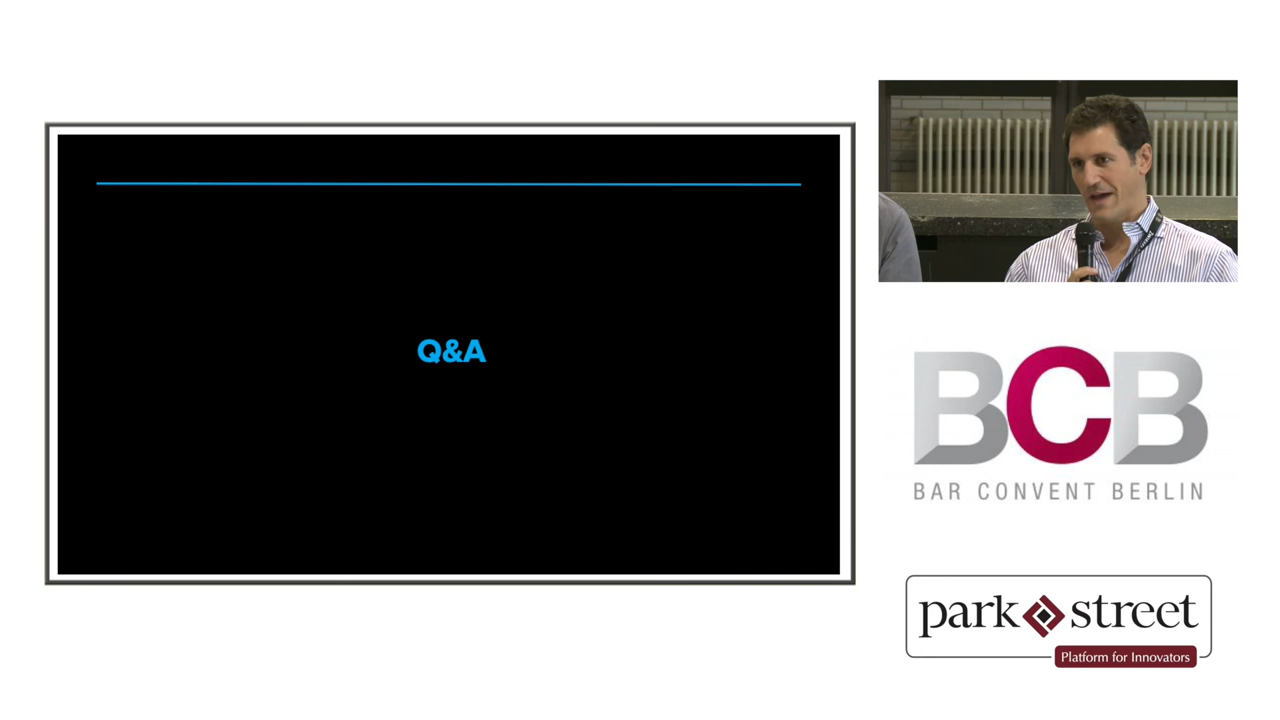 Q&A
BCB
BAR CONVENT BERLIN
park street
Platform for Innovators